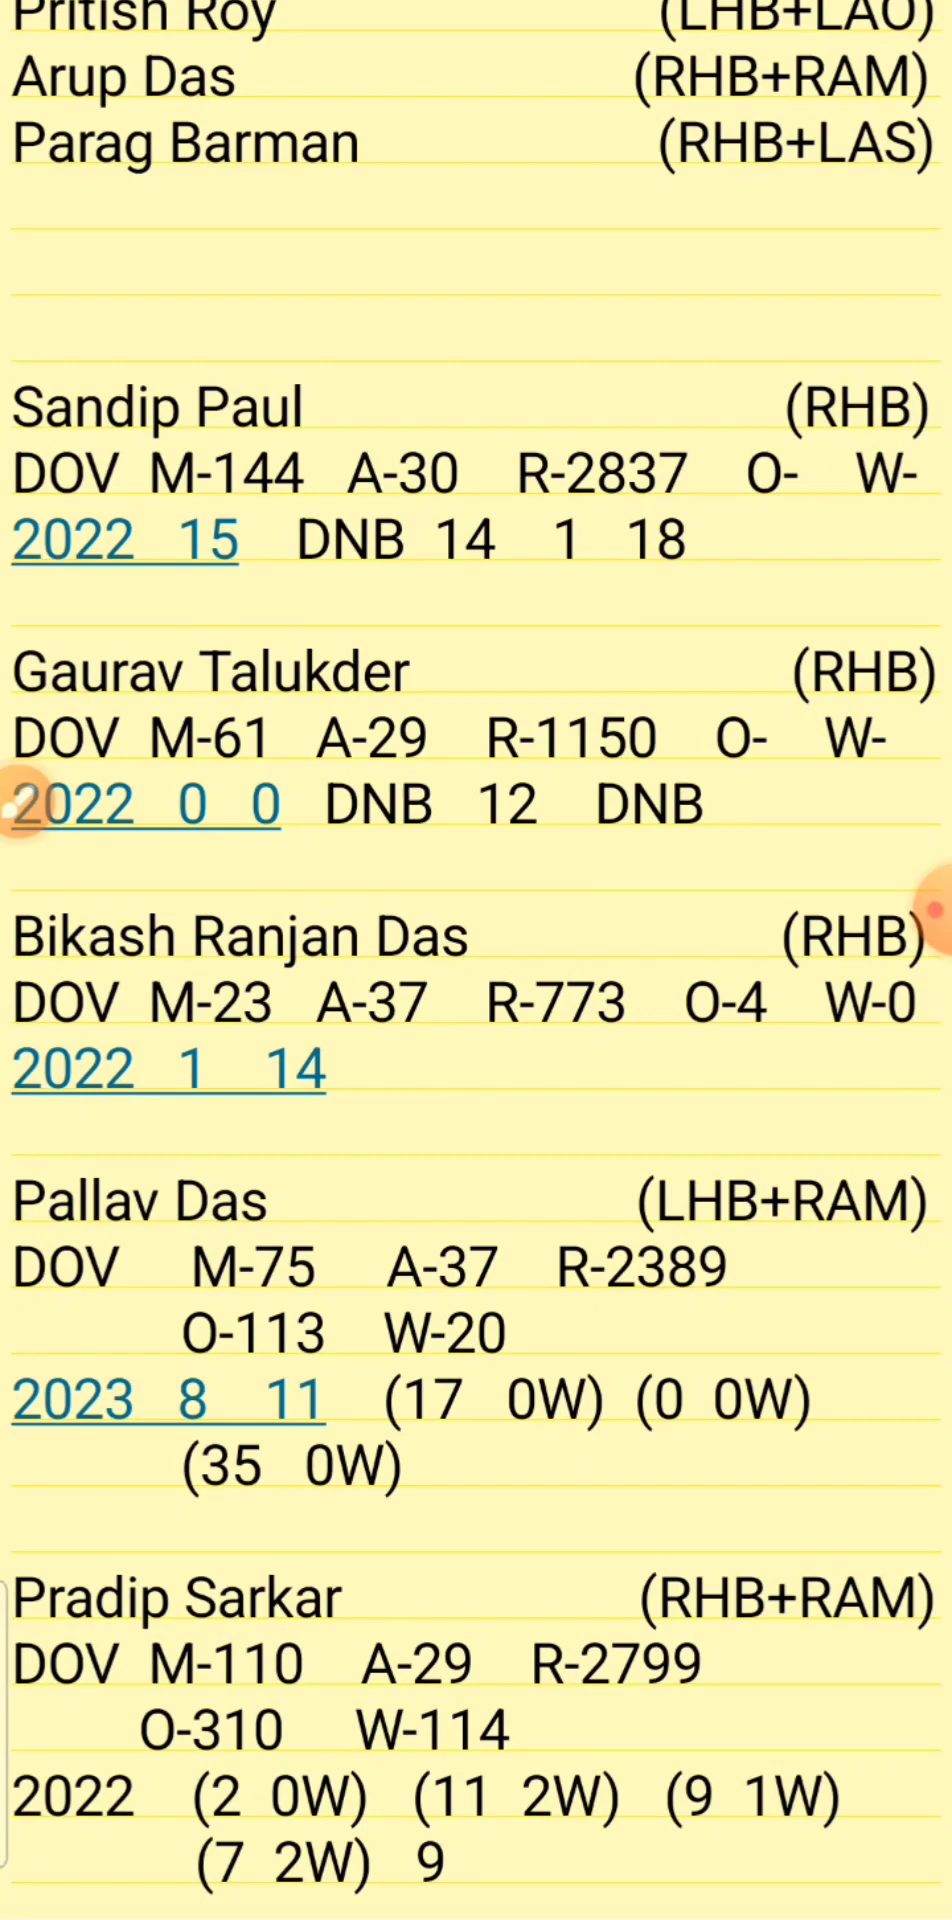 Pritish Roy (LHB+LAO)
Arup Das (RHB+RAM)
Parag Barman (RHB+LAS)
Sandip Paul (RHB)
DOV M-144 A-30 R-2837 O- W-
2022 15 DNB 14 1 18
Gaurav Talukder (RHB)
DOV M-61 A-29 R-1150 O- W-
2022 0 0 DNB 12 DNB
Bikash Ranjan Das (RHB)
DOV M-23 A-37 R-773 O-4 W-0
2022 1 14
Pallav Das (LHB+RAM)
DOV M-75 A-37 R-2389
O-113 W-20
2023 8 11 (17 0W) (0 0W)
(35 0W)
Pradip Sarkar (RHB+RAM)
DOV M-110 A-29 R-2799
O-310 W-114
2022 (2 0W) (11 2W) (9 1W)
(7 2W) 9